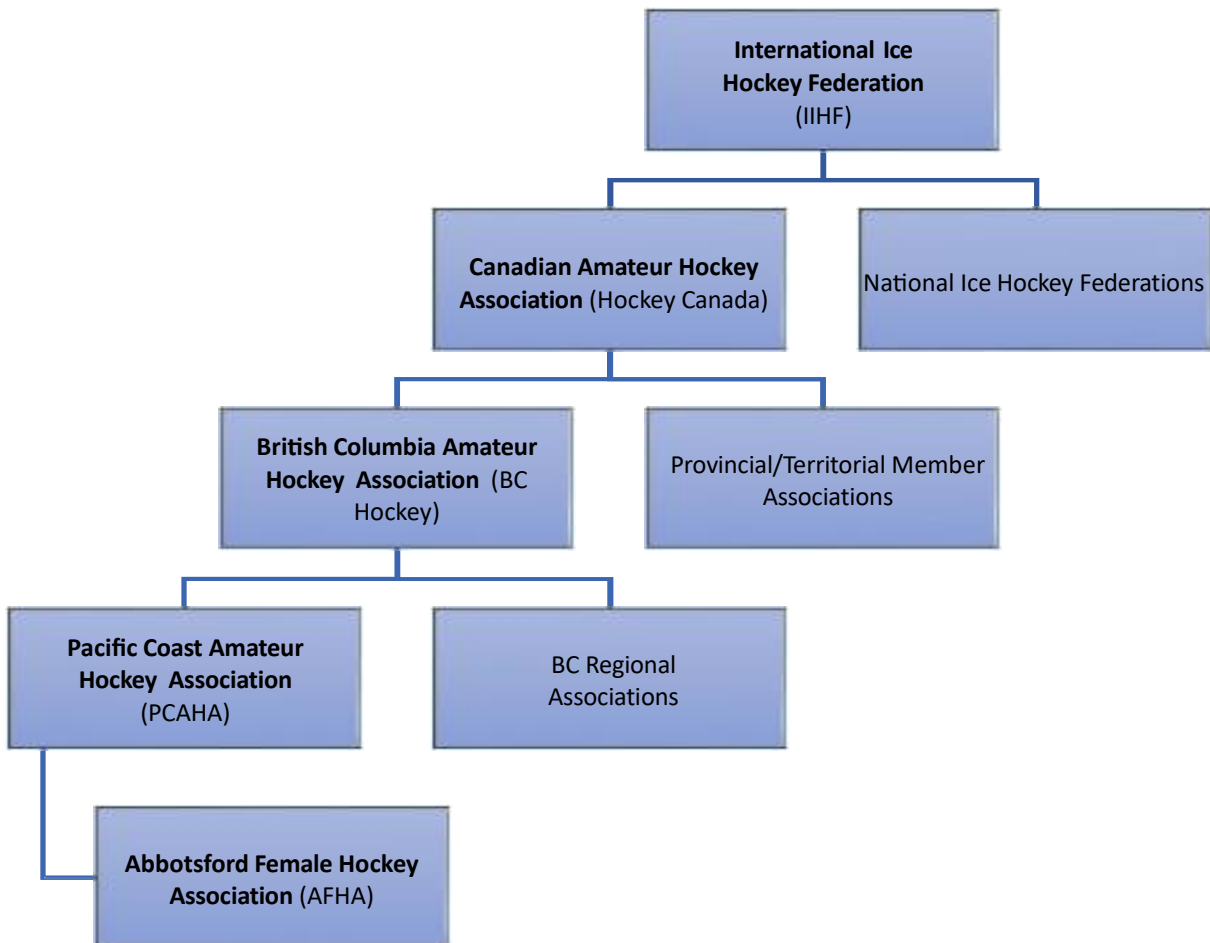 International Ice
Hockey Federation
(IIHF)
Canadian Amateur Hockey
Association (Hockey Canada)
National Ice Hockey Federations
British Columbia Amateur
Hockey Association (BC
Hockey)
Provincial/Territorial Member
Associations
Pacific Coast Amateur
Hockey Association
(PCAHA)
BC Regional
Associations
Abbotsford Female Hockey
Association (AFHA)